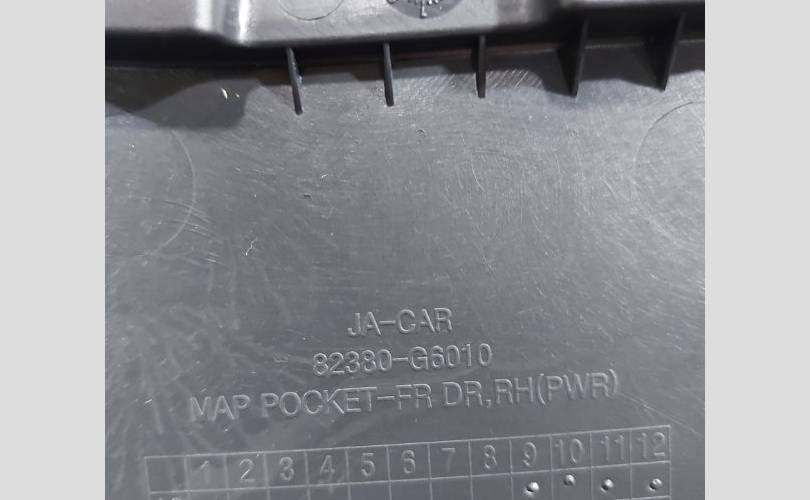 JA-CAR
82380-G6010
MAP POCKET-FR DR,RH(PWR)
1 2 3 4 5 6 7 8 9 10 11 12